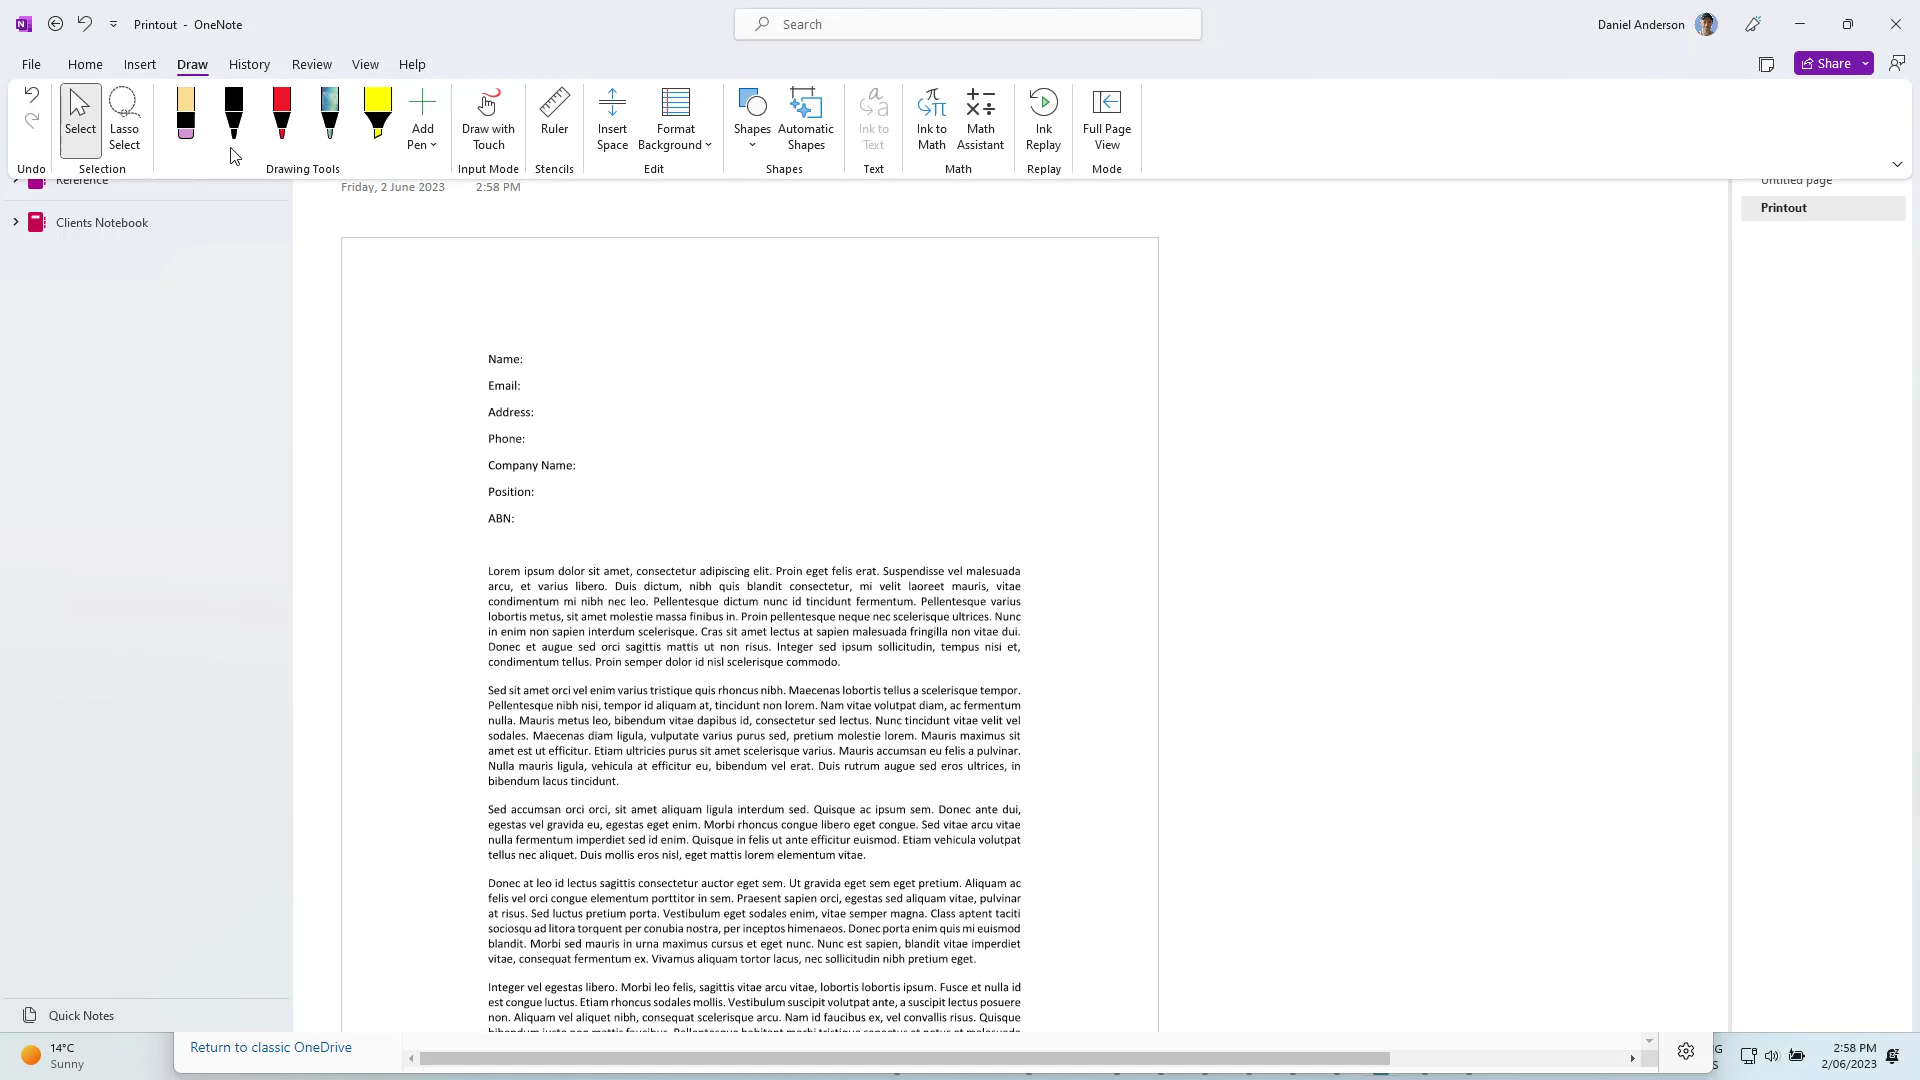 Printout - OneNote
Search
Daniel Anderson
File Home Insert Draw History Review View Help
Share
Select
Lasso Select
Add Pen
Draw with Touch
Ruler
Insert Space
Format Background
Shapes
Automatic Shapes
Ink to Text
Ink to Math
Math Assistant
Ink Replay
Full Page View
Undo Selection Drawing Tools Input Mode Stencils Edit Shapes Text Math Replay Mode
Reference
Clients Notebook
Friday, 2 June 2023 2:58 PM
Untitled page
Printout
Name:
Email:
Address:
Phone:
Company Name:
Position:
ABN:
Lorem ipsum dolor sit amet, consectetur adipiscing elit. Proin eget felis erat. Suspendisse vel malesuada
arcu, et varius libero. Duis dictum, nibh quis blandit consectetur, mi velit laoreet mauris, vitae
condimentum mi nibh nec leo. Pellentesque dictum nunc id tincidunt fermentum. Pellentesque varius
lobortis metus, sit amet molestie massa finibus in. Proin pellentesque neque nec scelerisque ultrices. Nunc
in enim non sapien interdum scelerisque. Cras sit amet lectus at sapien malesuada fringilla non vitae dui.
Donec et augue sed orci sagittis mattis ut non risus. Integer sed ipsum sollicitudin, tempus nisi et,
condimentum tellus. Proin semper dolor id nisl scelerisque commodo.
Sed sit amet orci vel enim varius tristique quis rhoncus nibh. Maecenas lobortis tellus a scelerisque tempor.
Pellentesque nibh nisi, tempor id aliquam at, tincidunt non lorem. Nam vitae volutpat diam, ac fermentum
nulla. Mauris metus leo, bibendum vitae dapibus id, consectetur sed lectus. Nunc tincidunt vitae velit vel
sodales. Maecenas diam ligula, vulputate varius purus sed, pretium molestie lorem. Mauris maximus sit
amet est ut efficitur. Etiam ultricies purus sit amet scelerisque varius. Mauris accumsan eu felis a pulvinar.
Nulla mauris ligula, vehicula at efficitur eu, bibendum vel erat. Duis rutrum augue sed eros ultrices, in
bibendum lacus tincidunt.
Sed accumsan orci orci, sit amet aliquam ligula interdum sed. Quisque ac ipsum sem. Donec ante dui,
egestas vel gravida eu, egestas eget enim. Morbi rhoncus congue libero eget congue. Sed vitae arcu vitae
nulla fermentum imperdiet sed id enim. Quisque in felis ut ante efficitur euismod. Etiam vehicula volutpat
tellus nec aliquet. Duis mollis eros nisl, eget mattis lorem elementum vitae.
Donec at leo id lectus sagittis consectetur auctor eget sem. Ut gravida eget sem eget pretium. Aliquam ac
felis vel orci congue elementum porttitor in sem. Praesent sapien orci, egestas sed aliquam vitae, pulvinar
at risus. Sed luctus pretium porta. Vestibulum eget sodales enim, vitae semper magna. Class aptent taciti
sociosqu ad litora torquent per conubia nostra, per inceptos himenaeos. Donec porta enim quis mi euismod
blandit. Morbi sed mauris in urna maximus cursus et eget nunc. Nunc est sapien, blandit vitae imperdiet
vitae, consequat fermentum ex. Vivamus aliquam tortor lacus, nec sollicitudin nibh pretium eget.
Integer vel egestas libero. Morbi leo felis, sagittis vitae arcu vitae, lobortis lobortis ipsum. Fusce et nulla id
est congue luctus. Etiam rhoncus sodales mollis. Vestibulum suscipit volutpat ante, a suscipit lectus posuere
non. Aliquam vel aliquet nibh, consequat scelerisque arcu. Nam id faucibus ex, vel convallis risus. Quisque
Quick Notes
Return to classic OneDrive
14°C
Sunny
2:58 PM
2/06/2023